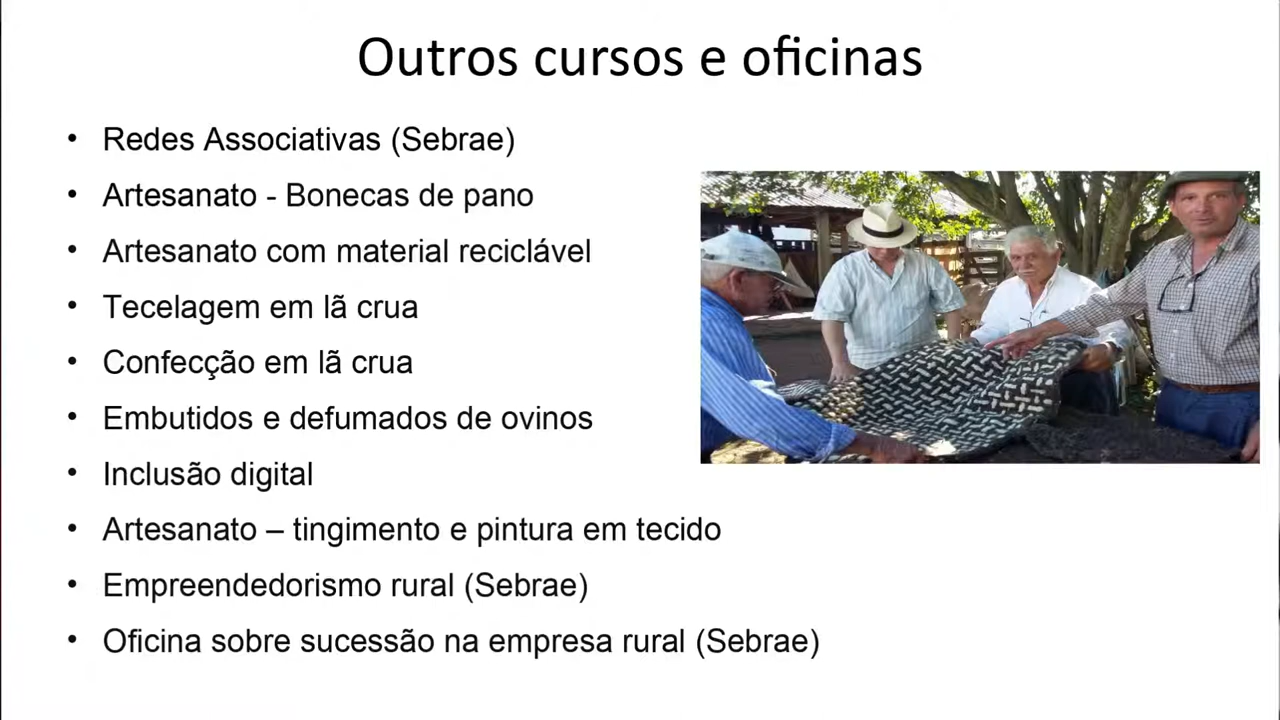 Outros cursos e oficinas
• Redes Associativas (Sebrae)
• Artesanato - Bonecas de pano
• Artesanato com material reciclável
• Tecelagem em lã crua
• Confecção em lã crua
• Embutidos e defumados de ovinos
• Inclusão digital
• Artesanato – tingimento e pintura em tecido
• Empreendedorismo rural (Sebrae)
• Oficina sobre sucessão na empresa rural (Sebrae)